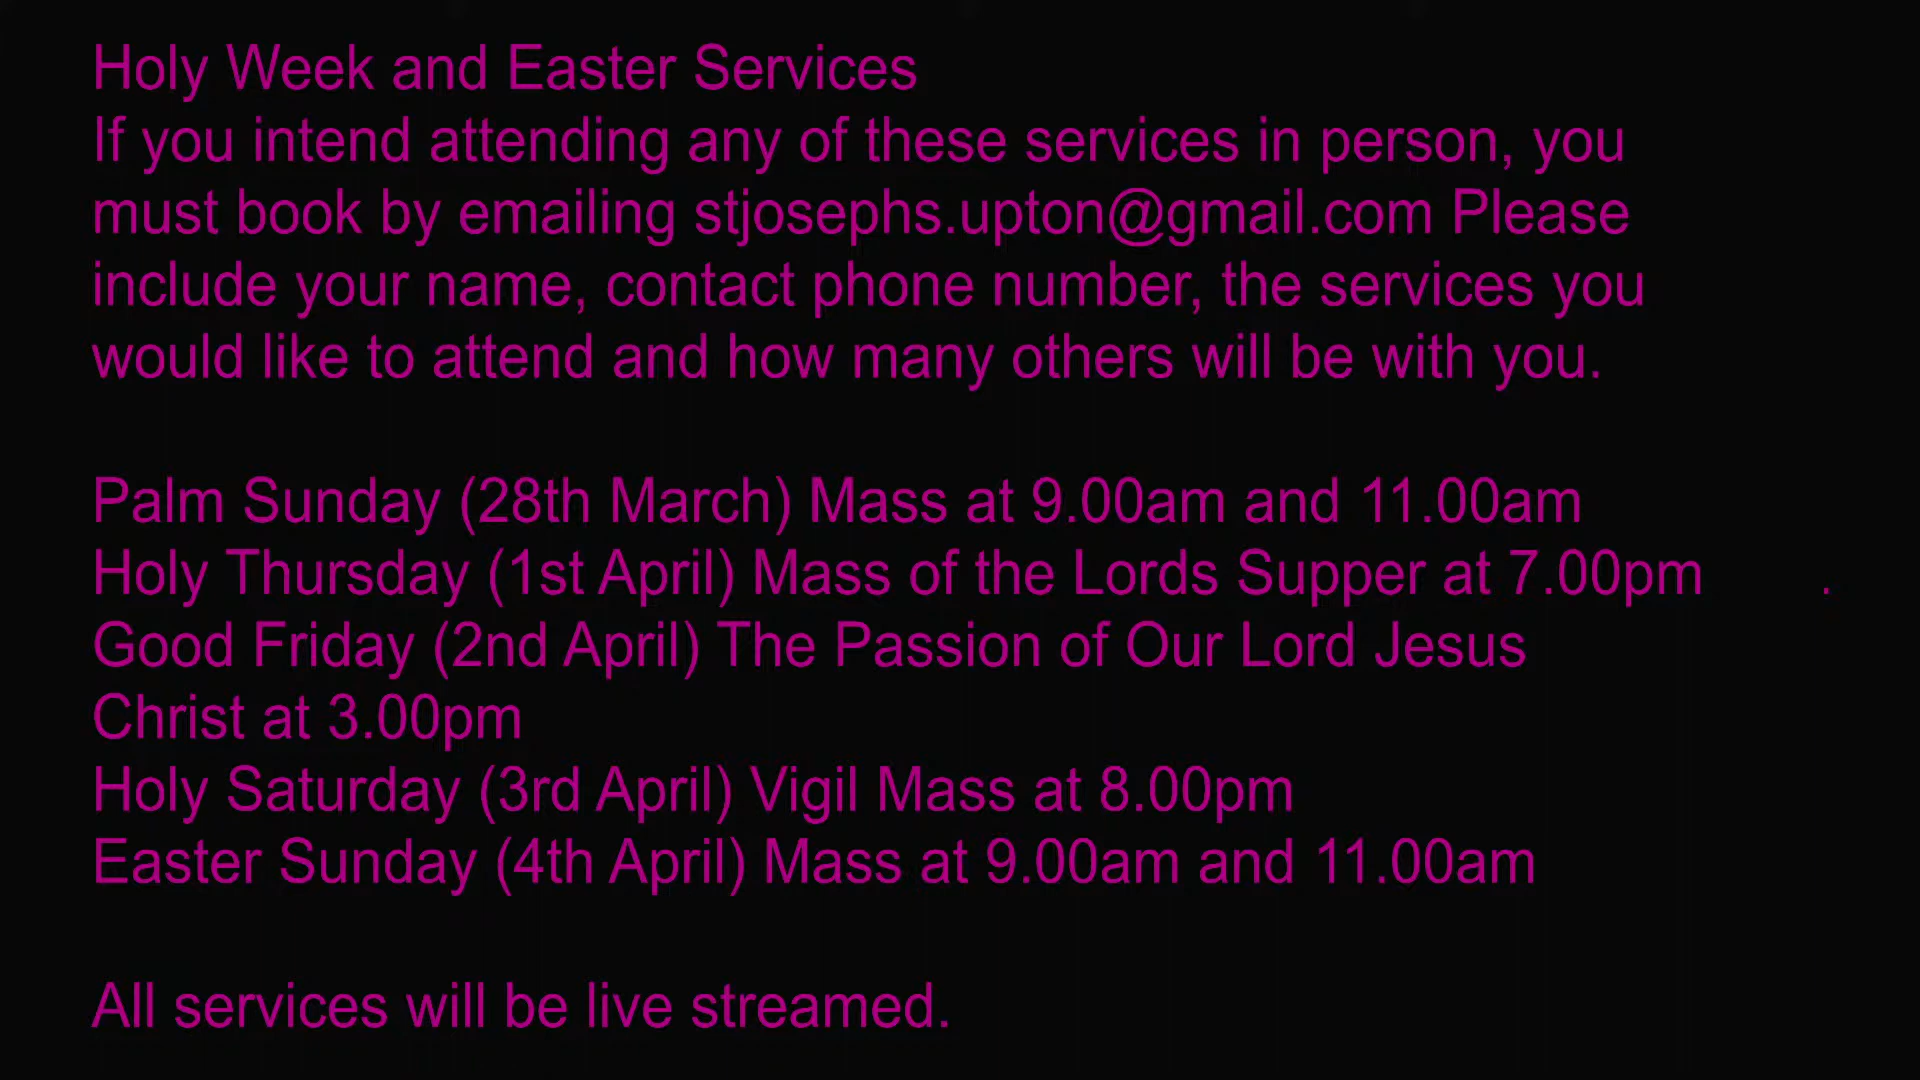 Holy Week and Easter Services
If you intend attending any of these services in person, you
must book by emailing stjosephs.upton@gmail.com Please
include your name, contact phone number, the services you
would like to attend and how many others will be with you.
Palm Sunday (28th March) Mass at 9.00am and 11.00am
Holy Thursday (1st April) Mass of the Lords Supper at 7.00pm .
Good Friday (2nd April) The Passion of Our Lord Jesus
Christ at 3.00pm
Holy Saturday (3rd April) Vigil Mass at 8.00pm
Easter Sunday (4th April) Mass at 9.00am and 11.00am
All services will be live streamed.